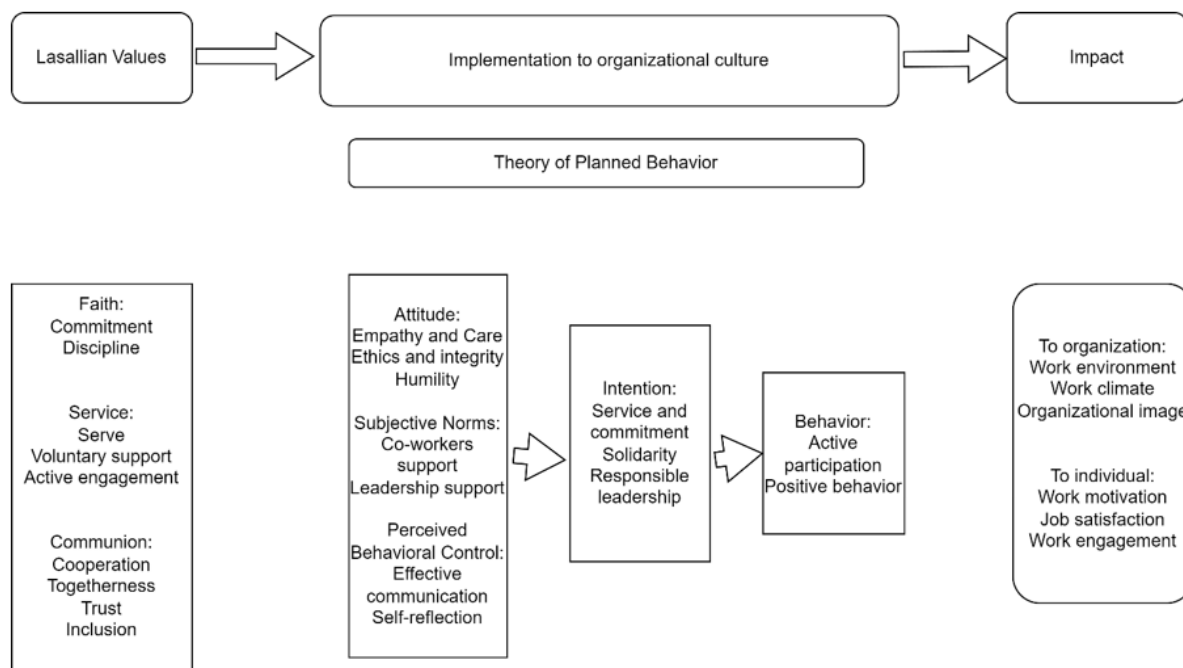 Lasallian Values
Implementation to organizational culture
Impact
Theory of Planned Behavior
Faith:
Commitment
Discipline
Service:
Serve
Voluntary support
Active engagement
Communion:
Cooperation
Togetherness
Trust
Inclusion
Attitude:
Empathy and Care
Ethics and integrity
Humility
Subjective Norms:
Co-workers
support
Leadership support
Perceived
Behavioral Control:
Effective
communication
Self-reflection
Intention:
Service and
commitment
Solidarity
Responsible
leadership
Behavior:
Active
participation
Positive behavior
To organization:
Work environment
Work climate
Organizational image
To individual:
Work motivation
Job satisfaction
Work engagement